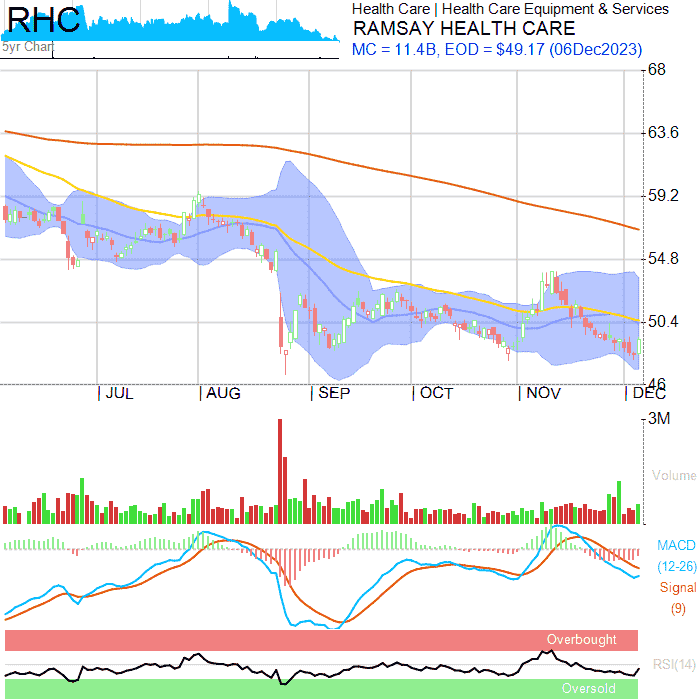 RHC
5yr Chart
Health Care | Health Care Equipment & Services
RAMSAY HEALTH CARE
MC = 11.4B, EOD = $49.17 (06Dec2023)
68
63.6
59.2
54.8
50.4
46
JUL AUG SEP OCT NOV DEC
3M
Volume
MACD
(12-26)
Signal
(9)
Overbought
RSI(14)
Oversold